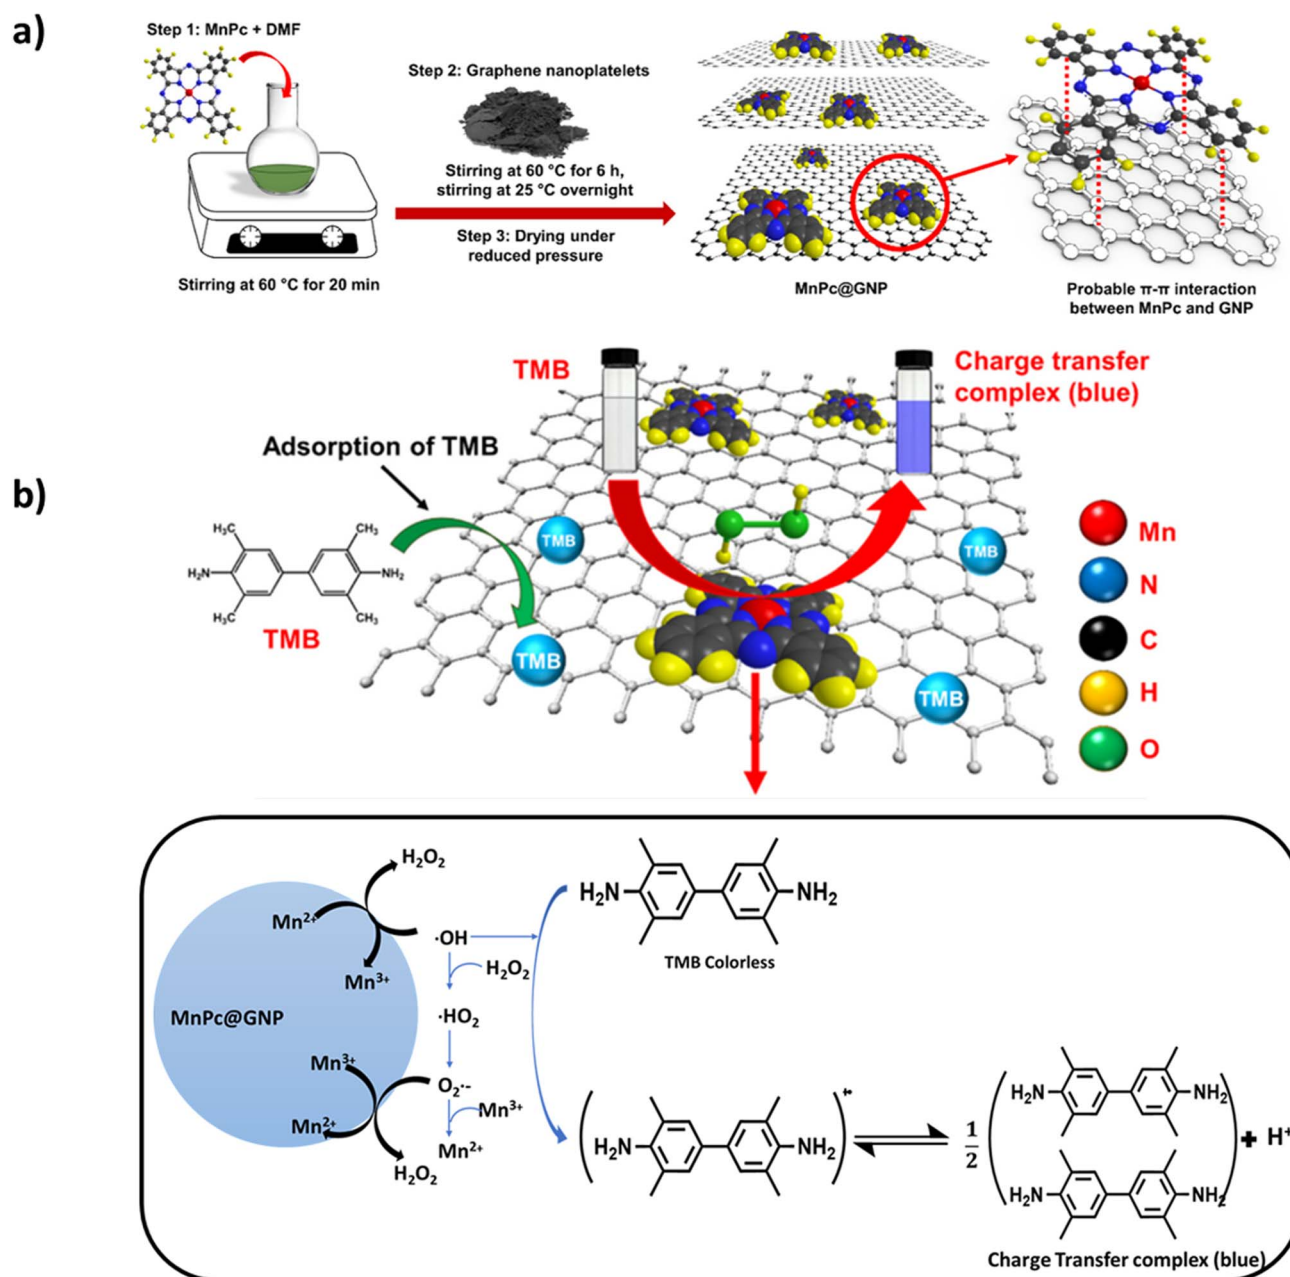 a)
Step 1: MnPc + DMF
Stirring at 60 °C for 20 min
Step 2: Graphene nanoplatelets
Stirring at 60 °C for 6 h,
stirring at 25 °C overnight
Step 3: Drying under
reduced pressure
MnPc@GNP
Probable π-π interaction
between MnPc and GNP
b)
TMB
Charge transfer
complex (blue)
Adsorption of TMB
H₃C
CH₃
H₂N
NH₂
H₃C
CH₃
TMB
TMB
TMB
TMB
TMB
Mn
N
C
H
O
H₂O₂
Mn²⁺
·OH
Mn³⁺
H₂O₂
MnPc@GNP
·HO₂
Mn³⁺
O₂·-
Mn³⁺
Mn²⁺
Mn²⁺
H₂O₂
H₂N
NH₂
TMB Colorless
H₂N
NH₂
+•
1
2
H₂N
NH₂
H₂N
NH₂
+ H⁺
Charge Transfer complex (blue)